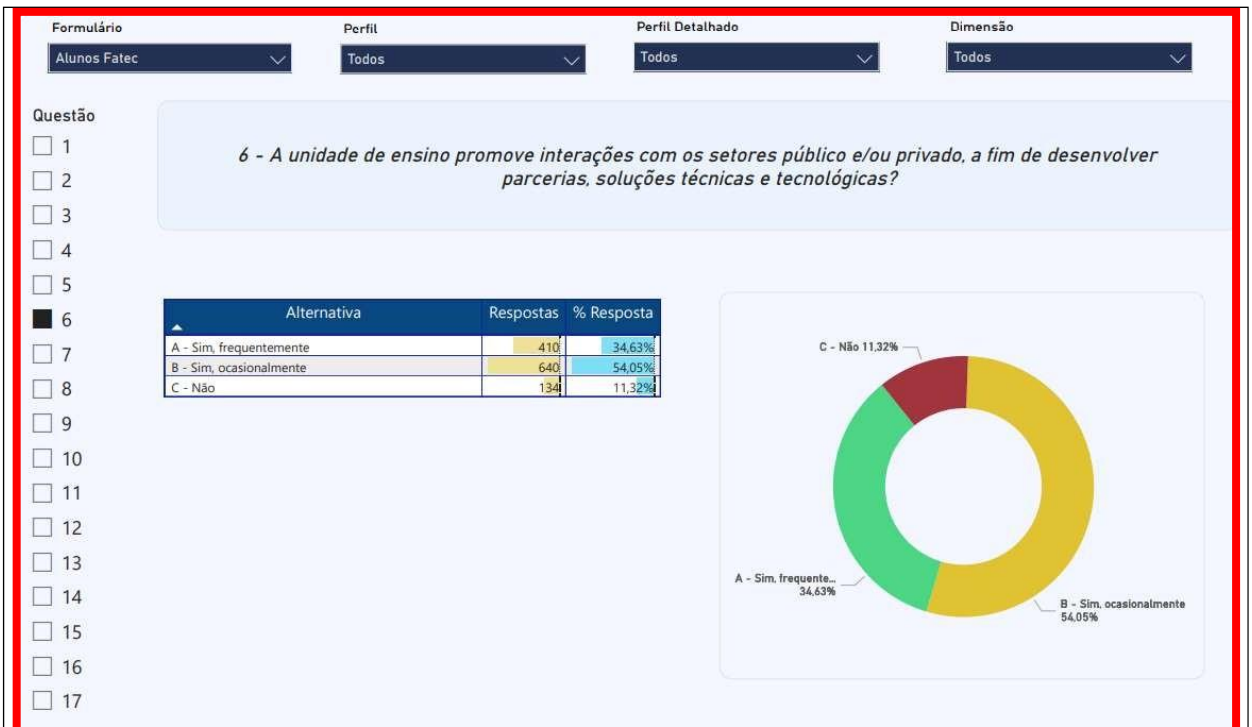 Formulário Perfil Perfil Detalhado Dimensão
Alunos Fatec Todos Todos Todos
Questão
1
2
3
4
5
6
7
8
9
10
11
12
13
14
15
16
17
6 - A unidade de ensino promove interações com os setores público e/ou privado, a fim de desenvolver
parcerias, soluções técnicas e tecnológicas?
Alternativa Respostas % Resposta
A - Sim, frequentemente 410 34,63%
B - Sim, ocasionalmente 640 54,05%
C - Não 134 11,32%
C - Não 11,32%
A - Sim, frequente...
34,63%
B - Sim, ocasionalmente
54,05%